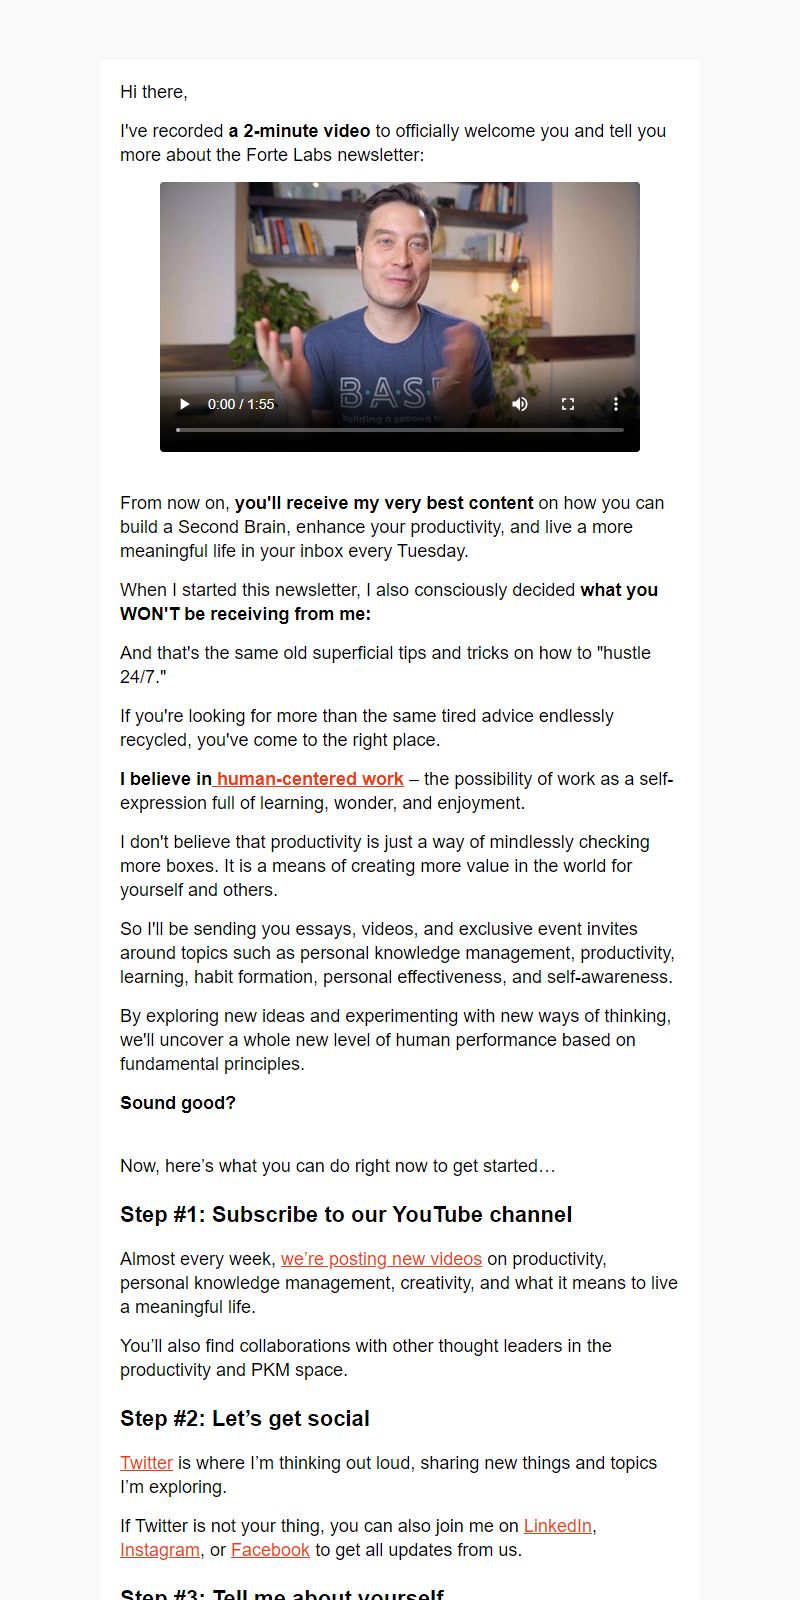 Hi there,
I've recorded a 2-minute video to officially welcome you and tell you
more about the Forte Labs newsletter:
B·A·S
building a second b
0:00 / 1:55
From now on, you'll receive my very best content on how you can
build a Second Brain, enhance your productivity, and live a more
meaningful life in your inbox every Tuesday.
When I started this newsletter, I also consciously decided what you
WON'T be receiving from me:
And that's the same old superficial tips and tricks on how to "hustle
24/7."
If you're looking for more than the same tired advice endlessly
recycled, you've come to the right place.
I believe in human-centered work – the possibility of work as a self-
expression full of learning, wonder, and enjoyment.
I don't believe that productivity is just a way of mindlessly checking
more boxes. It is a means of creating more value in the world for
yourself and others.
So I'll be sending you essays, videos, and exclusive event invites
around topics such as personal knowledge management, productivity,
learning, habit formation, personal effectiveness, and self-awareness.
By exploring new ideas and experimenting with new ways of thinking,
we'll uncover a whole new level of human performance based on
fundamental principles.
Sound good?
Now, here’s what you can do right now to get started…
Step #1: Subscribe to our YouTube channel
Almost every week, we’re posting new videos on productivity,
personal knowledge management, creativity, and what it means to live
a meaningful life.
You’ll also find collaborations with other thought leaders in the
productivity and PKM space.
Step #2: Let’s get social
Twitter is where I’m thinking out loud, sharing new things and topics
I’m exploring.
If Twitter is not your thing, you can also join me on LinkedIn,
Instagram, or Facebook to get all updates from us.
Step #3: Tell me about yourself